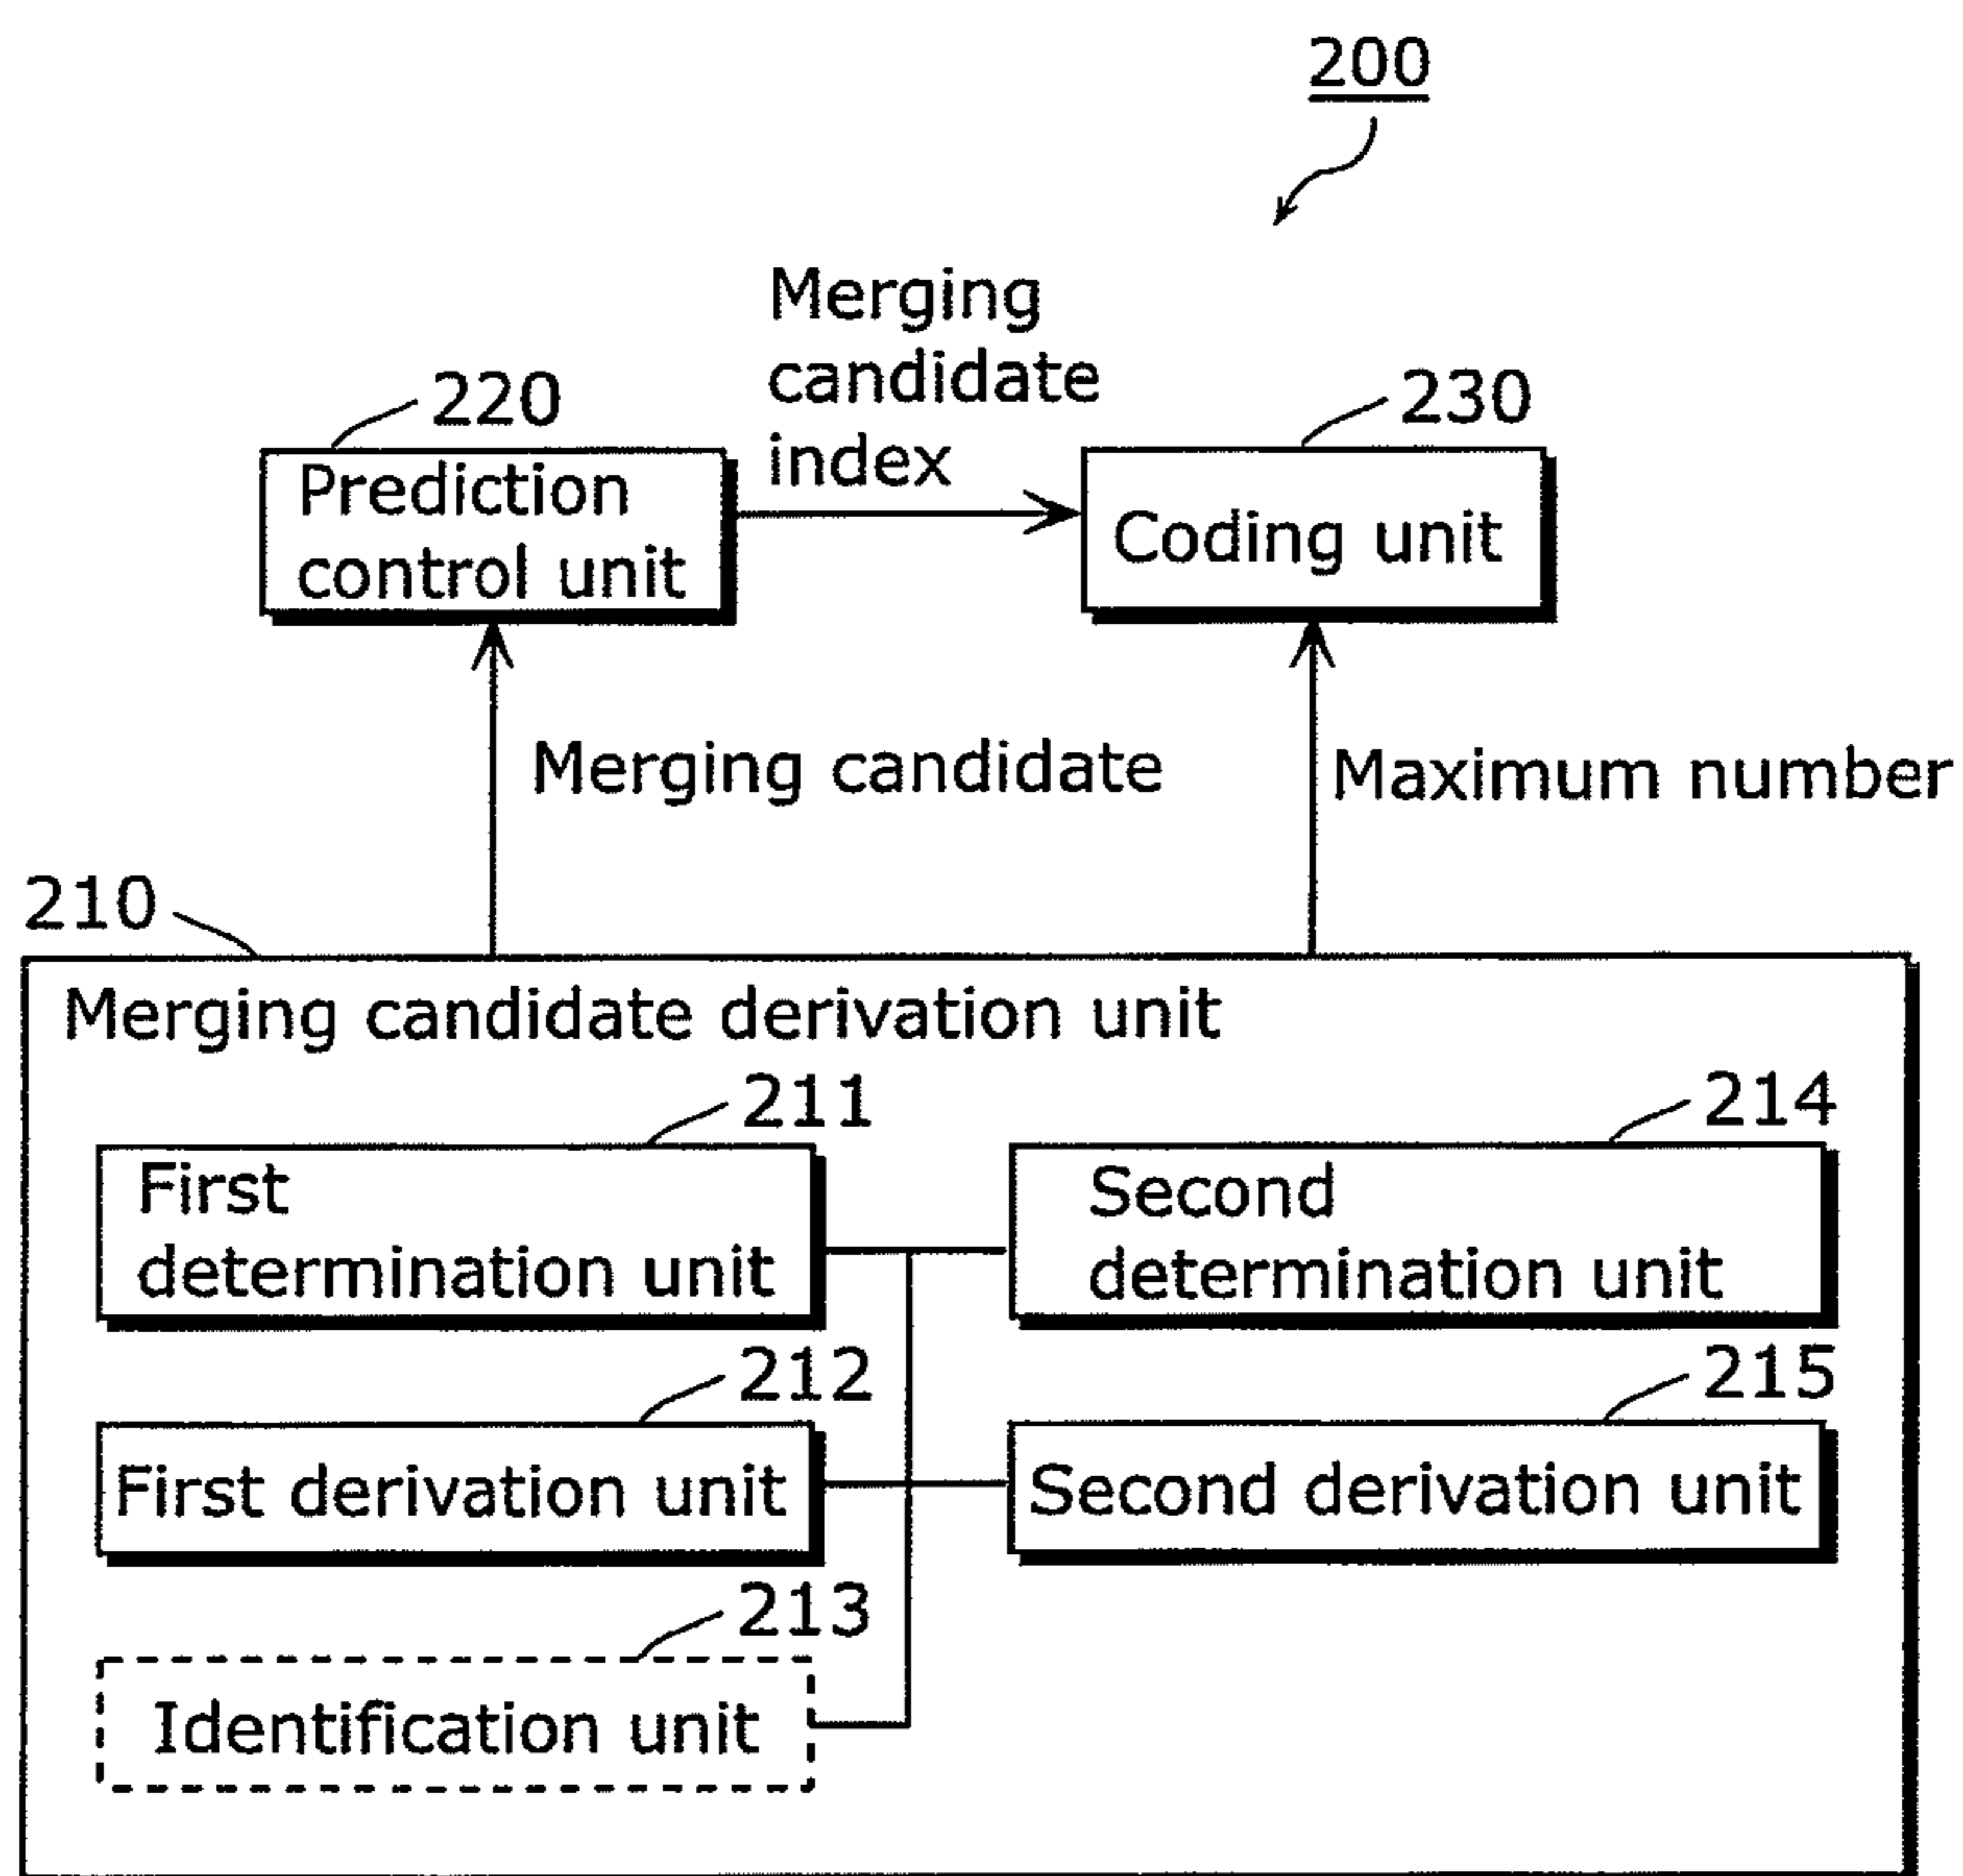 200
Merging
candidate
index
220
230
Prediction
control unit
Coding unit
Merging candidate
Maximum number
210
Merging candidate derivation unit
211
214
First
determination unit
Second
determination unit
212
215
First derivation unit
Second derivation unit
213
Identification unit